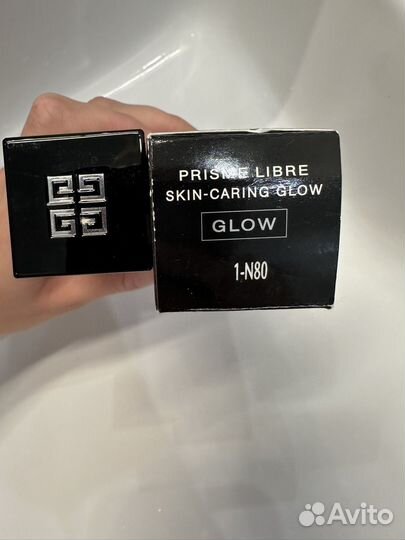 PRISME LIBRE
SKIN-CARING GLOW
GLOW
1-N80
Avito